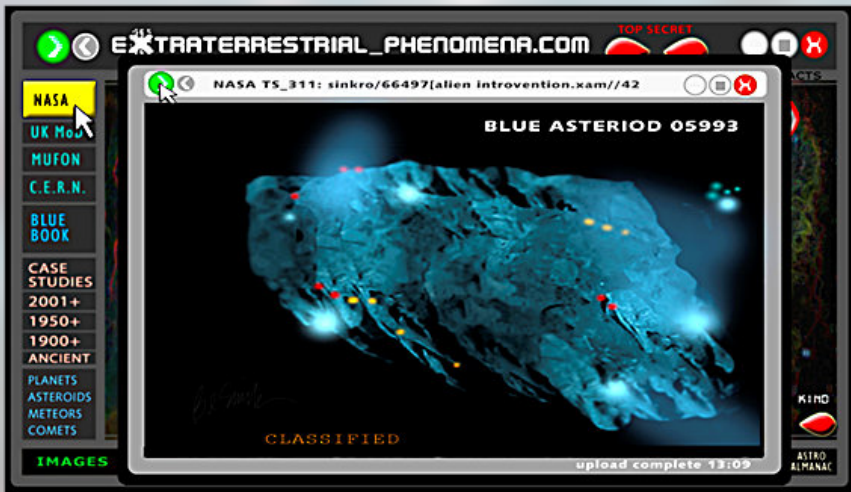 TOP SECRET
EXTRATERRESTRIAL_PHENOMENA.COM
ACTS
NASA TS_311: sinkro/66497[alien introvention.xam//42
NASA
UK MoD
MUFON
C.E.R.N.
BLUE
BOOK
CASE
STUDIES
2001+
1950+
1900+
ANCIENT
PLANETS
ASTEROIDS
METEORS
COMETS
IMAGES
BLUE ASTERIOD 05993
CLASSIFIED
upload complete 13:09
KIND
ASTRO
ALMANAC